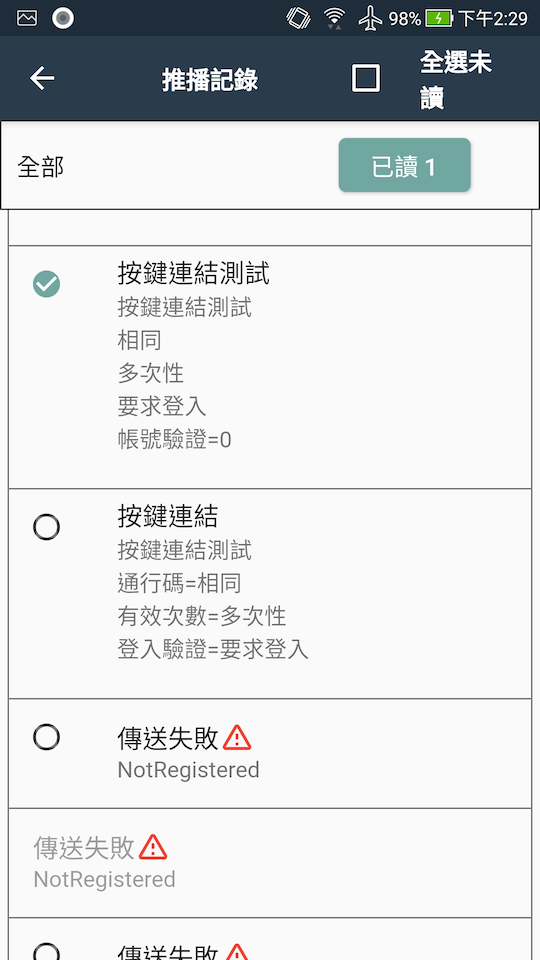 98% 下午2:29
推播記錄
全選未
讀
全部
已讀 1
按鍵連結測試
按鍵連結測試
相同
多次性
要求登入
帳號驗證=0
按鍵連結
按鍵連結測試
通行碼=相同
有效次數=多次性
登入驗證=要求登入
傳送失敗
NotRegistered
傳送失敗
NotRegistered
傳送失敗